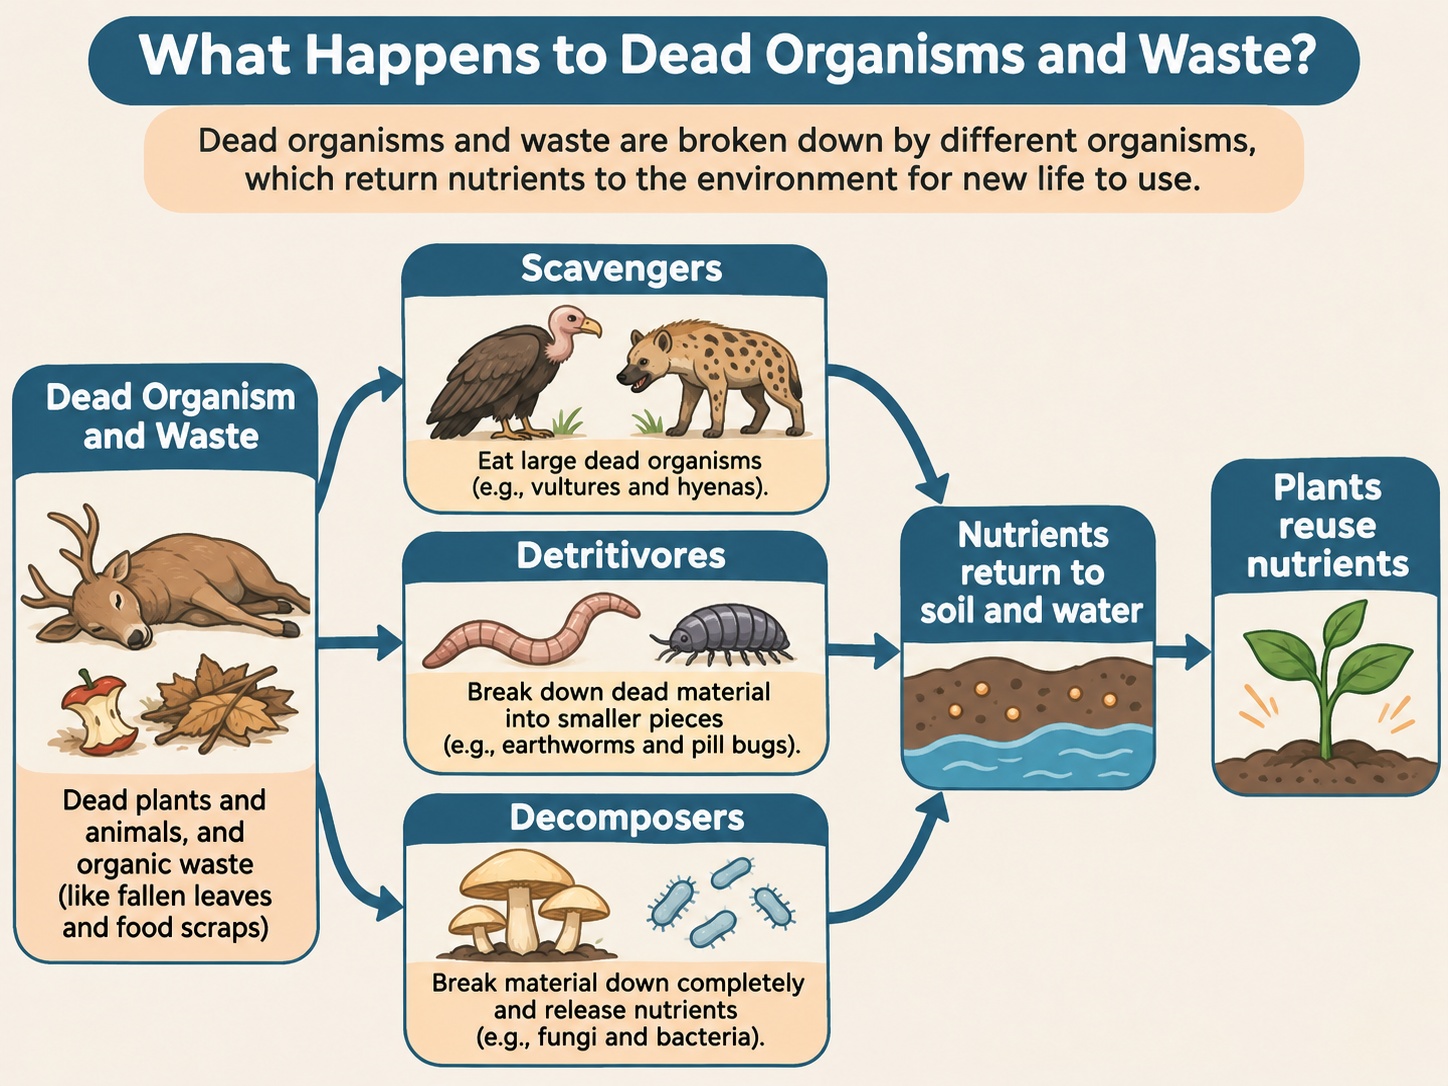 What Happens to Dead Organisms and Waste?
Dead organisms and waste are broken down by different organisms,
which return nutrients to the environment for new life to use.
Dead Organism
and Waste
Dead plants and
animals, and
organic waste
(like fallen leaves
and food scraps)
Scavengers
Eat large dead organisms
(e.g., vultures and hyenas).
Detritivores
Break down dead material
into smaller pieces
(e.g., earthworms and pill bugs).
Decomposers
Break material down completely
and release nutrients
(e.g., fungi and bacteria).
Nutrients
return to
soil and water
Plants
reuse
nutrients